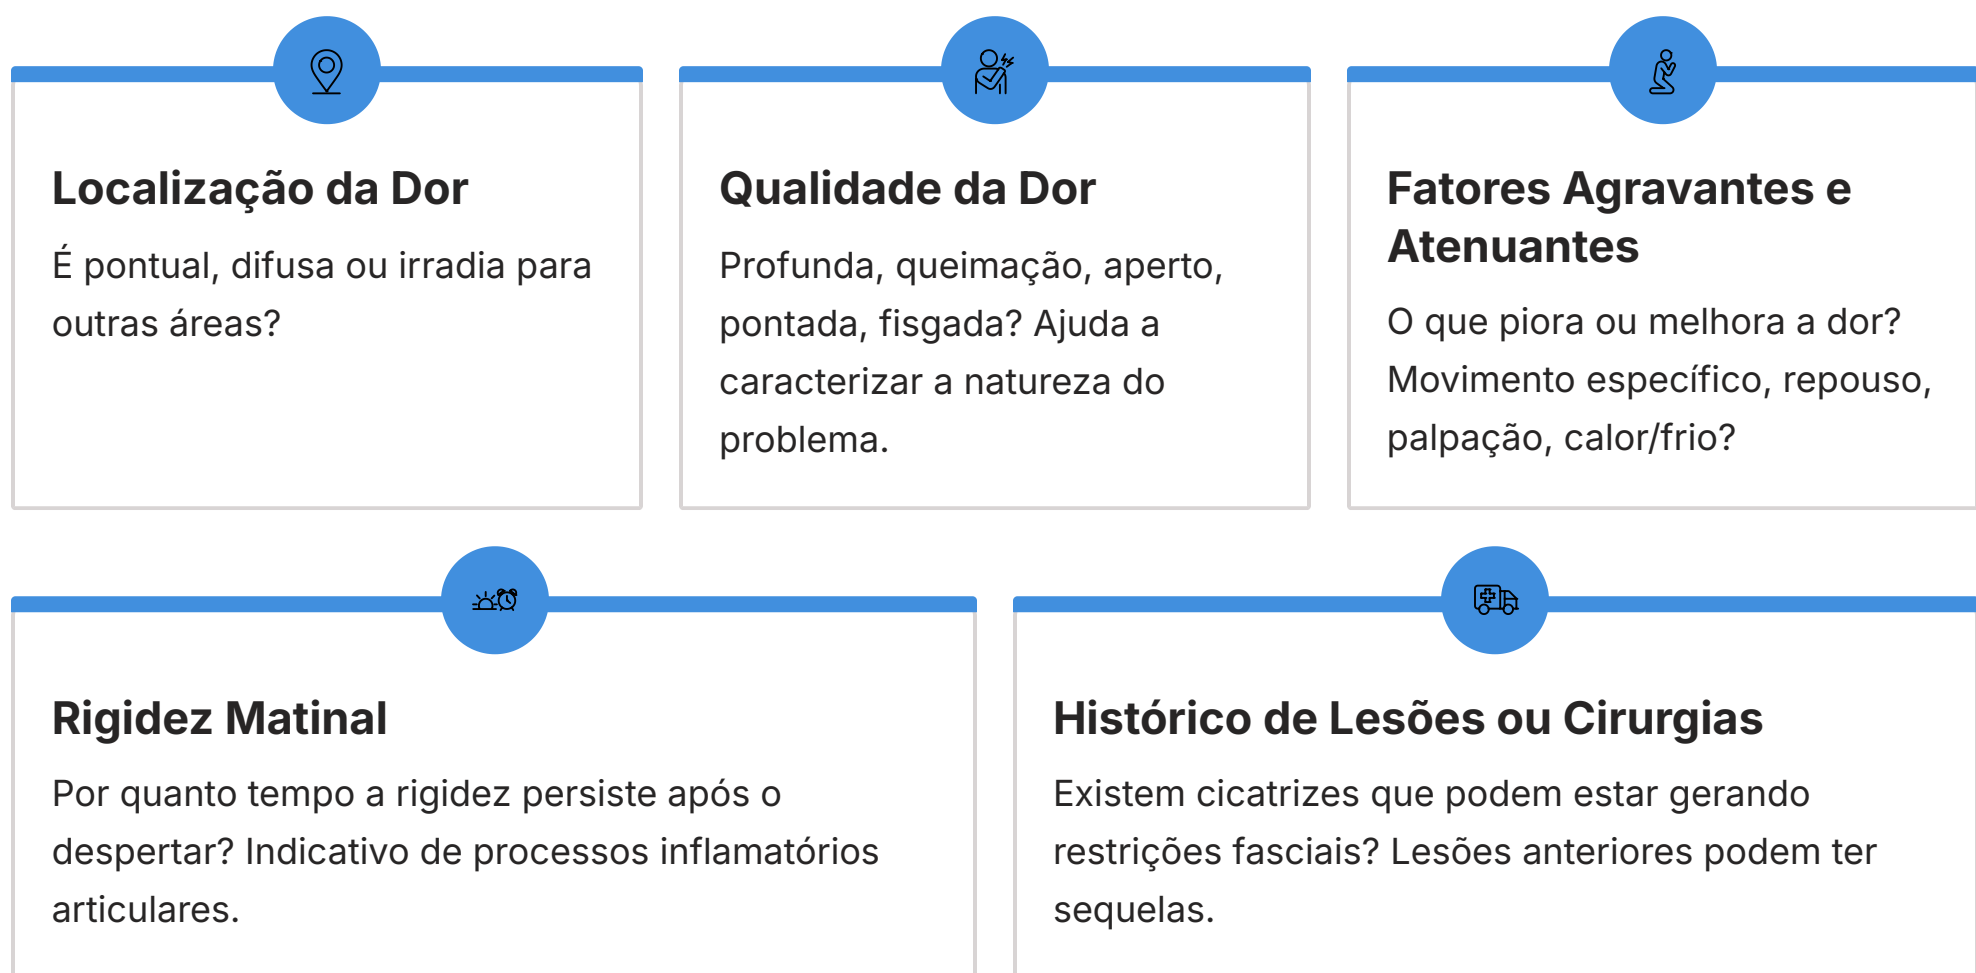 Localização da Dor
É pontual, difusa ou irradia para
outras áreas?
Qualidade da Dor
Profunda, queimação, aperto,
pontada, fisgada? Ajuda a
caracterizar a natureza do
problema.
Fatores Agravantes e
Atenuantes
O que piora ou melhora a dor?
Movimento específico, repouso,
palpação, calor/frio?
Rigidez Matinal
Por quanto tempo a rigidez persiste após o
despertar? Indicativo de processos inflamatórios
articulares.
Histórico de Lesões ou Cirurgias
Existem cicatrizes que podem estar gerando
restrições fasciais? Lesões anteriores podem ter
sequelas.